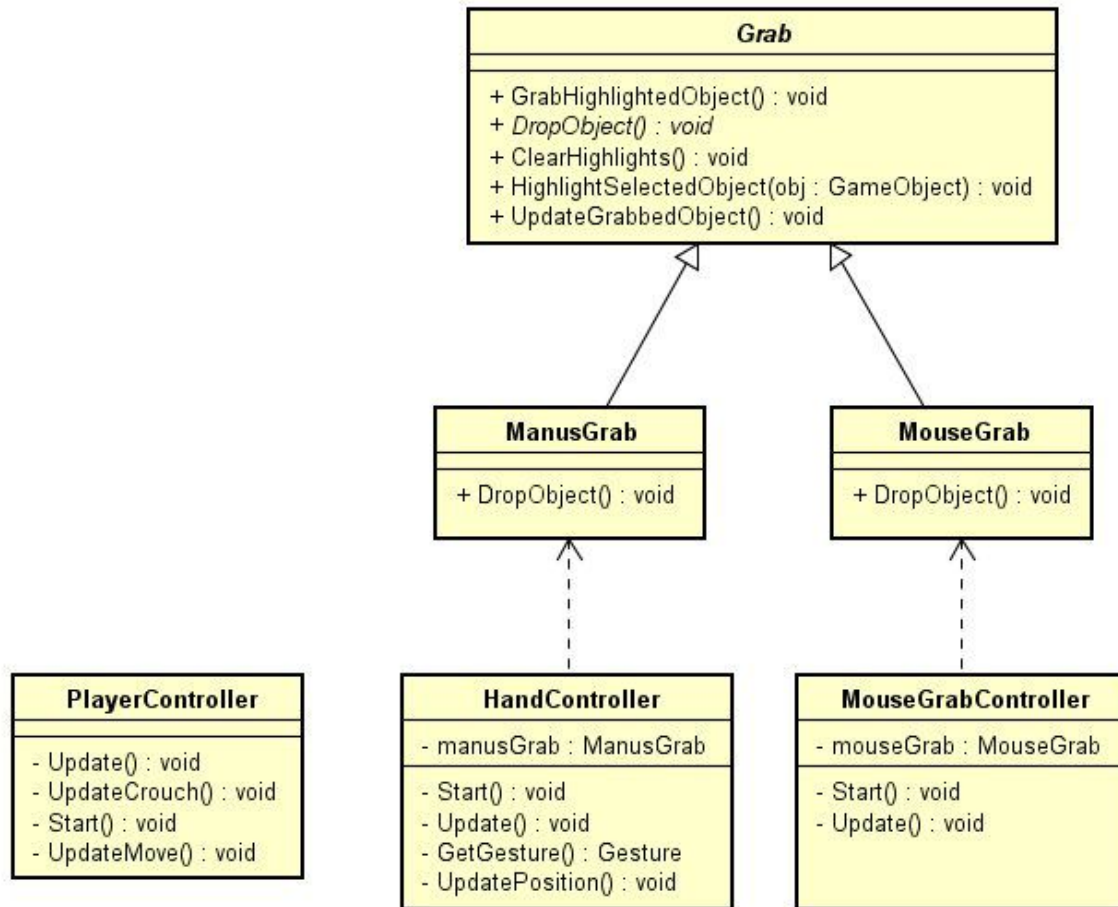 Grab
+ GrabHighlightedObject() : void
+ DropObject() : void
+ ClearHighlights() : void
+ HighlightSelectedObject(obj : GameObject) : void
+ UpdateGrabbedObject() : void
ManusGrab
+ DropObject() : void
MouseGrab
+ DropObject() : void
PlayerController
- Update() : void
- UpdateCrouch() : void
- Start() : void
- UpdateMove() : void
HandController
- manusGrab : ManusGrab
- Start() : void
- Update() : void
- GetGesture() : Gesture
- UpdatePosition() : void
MouseGrabController
- mouseGrab : MouseGrab
- Start() : void
- Update() : void